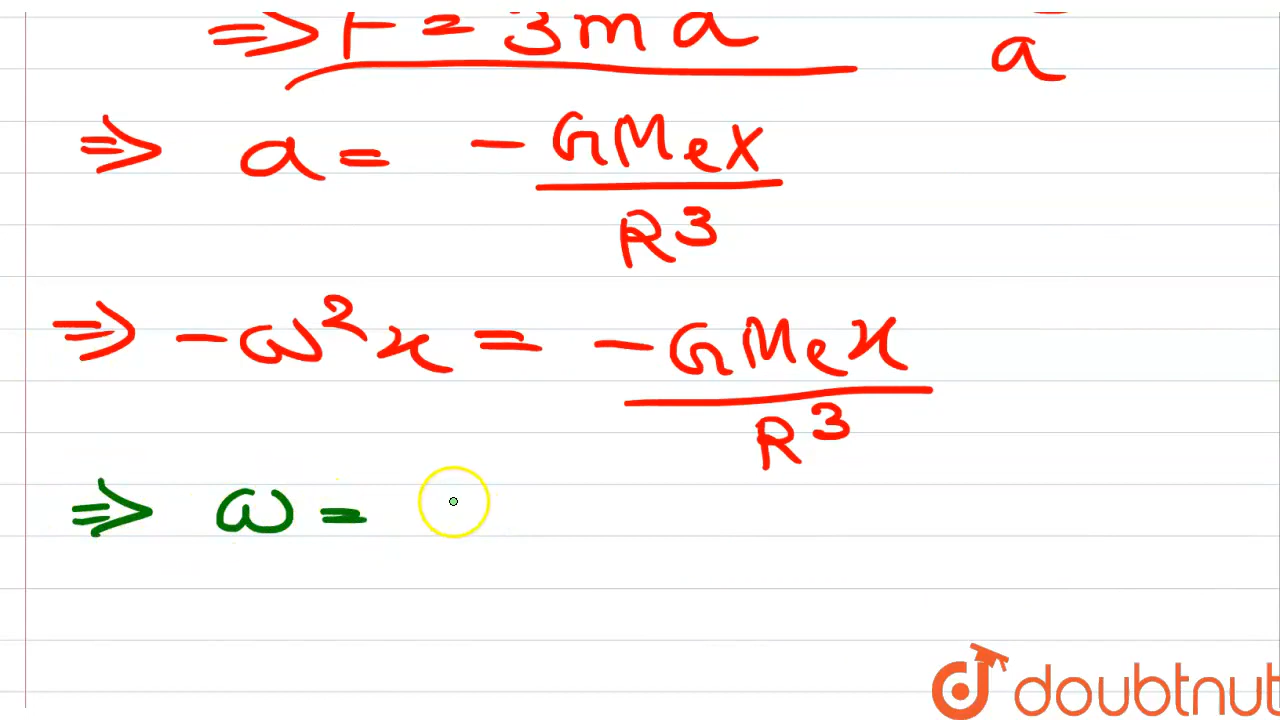 ⇒ F = 3ma
a
⇒ a = -GMex
R³
⇒ -ω²x = -GMex
R³
⇒ ω =
doubtnut